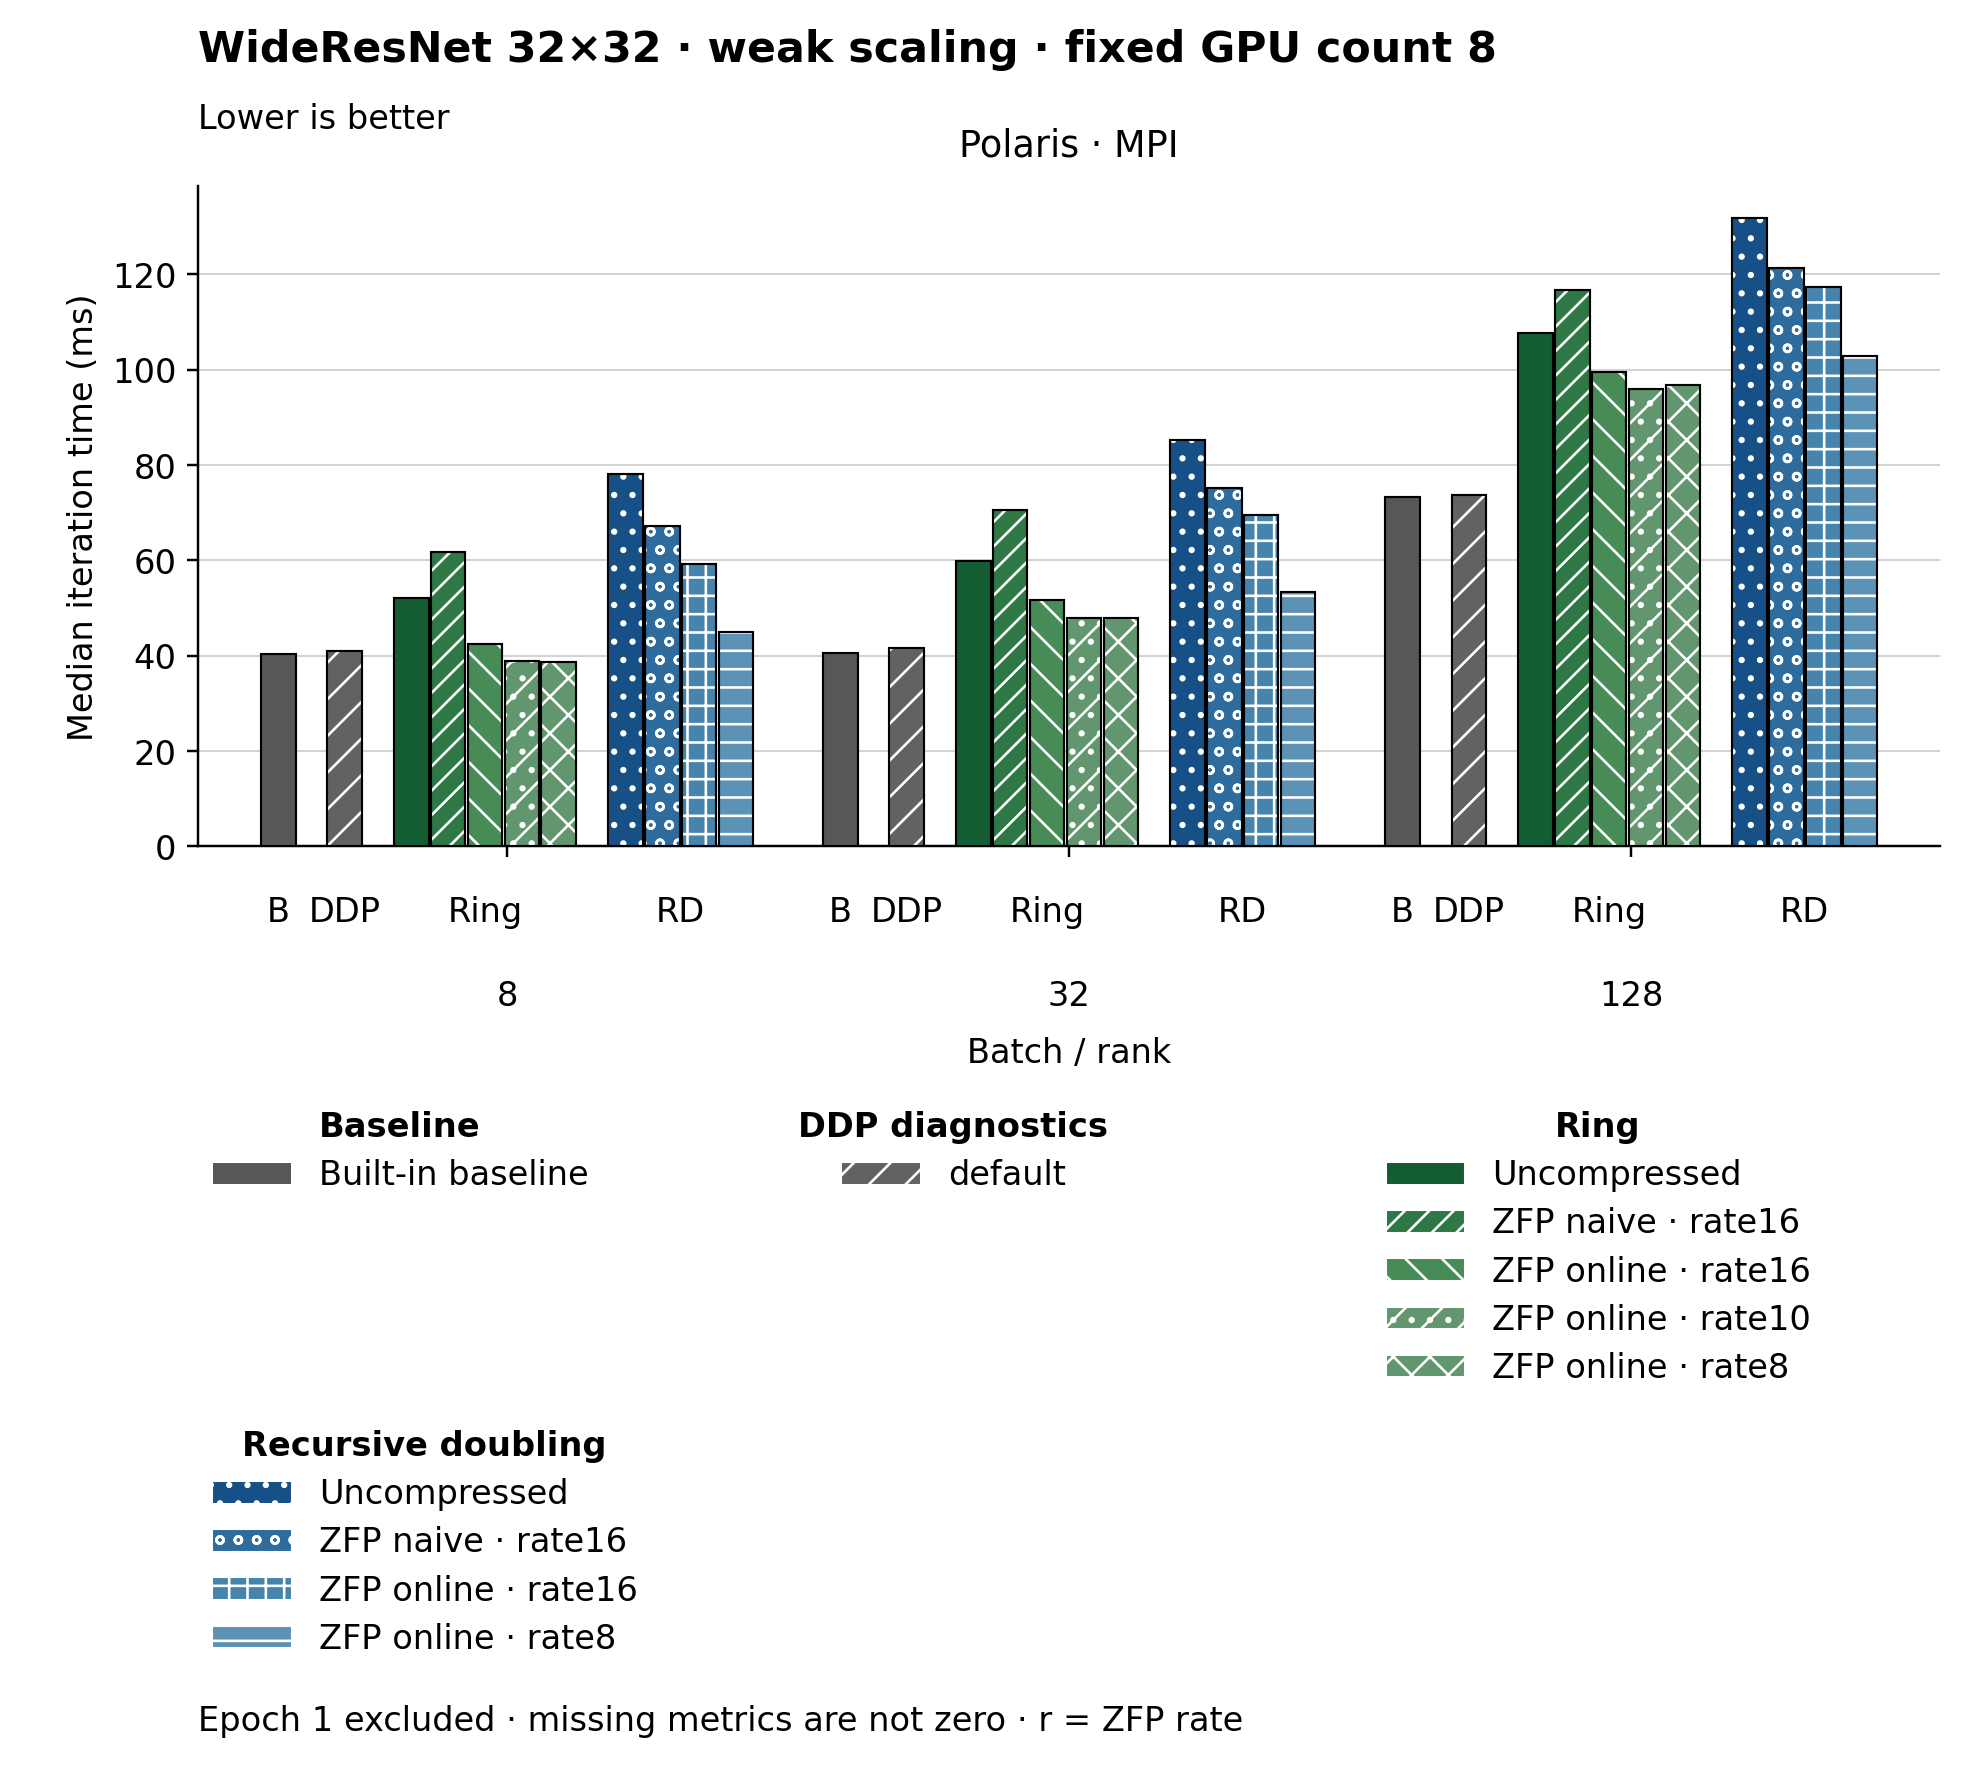 WideResNet 32×32 · weak scaling · fixed GPU count 8
Lower is better
Polaris · MPI
Median iteration time (ms)
120
100
80
60
40
20
0
B DDP Ring RD B DDP Ring RD B DDP Ring RD
8 32 128
Batch / rank
Baseline
Built-in baseline
DDP diagnostics
default
Ring
Uncompressed
ZFP naive · rate16
ZFP online · rate16
ZFP online · rate10
ZFP online · rate8
Recursive doubling
Uncompressed
ZFP naive · rate16
ZFP online · rate16
ZFP online · rate8
Epoch 1 excluded · missing metrics are not zero · r = ZFP rate